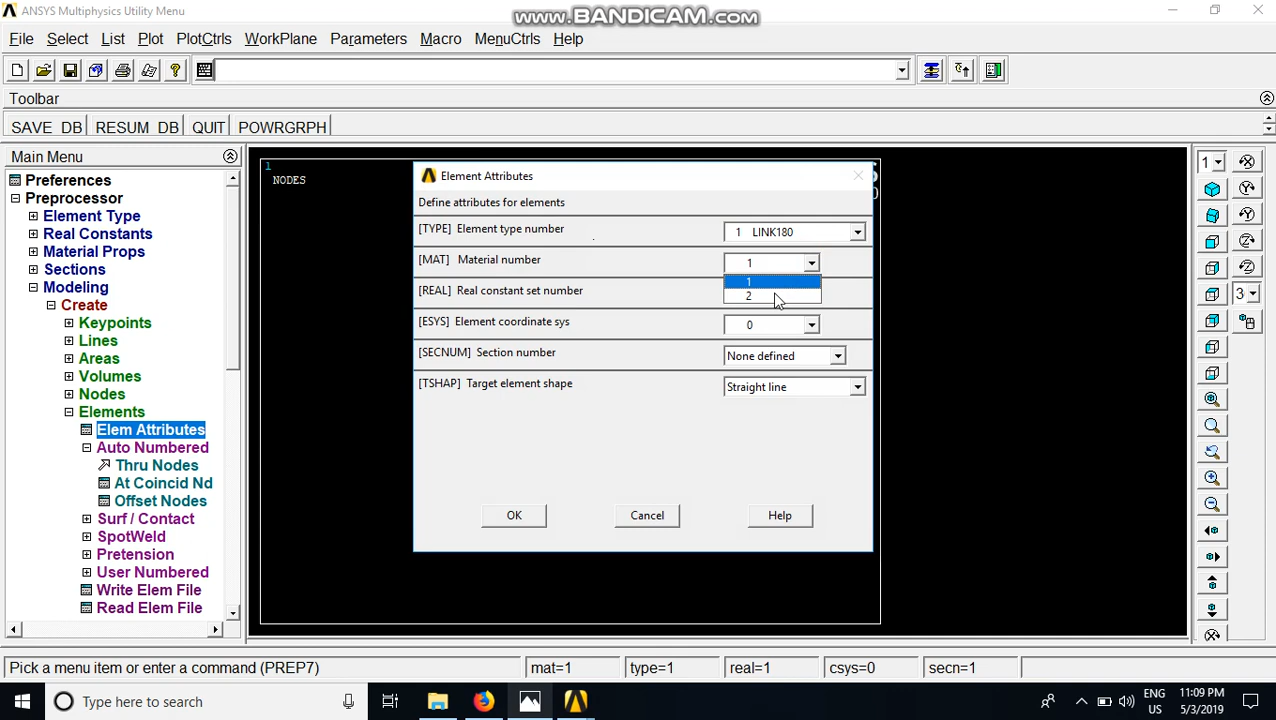 ANSYS Multiphysics Utility Menu
www.BANDICAM.com
File Select List Plot PlotCtrls WorkPlane Parameters Macro MenuCtrls Help
Toolbar
SAVE_DB RESUM_DB QUIT POWRGRPH
Main Menu
Preferences
Preprocessor
Element Type
Real Constants
Material Props
Sections
Modeling
Create
Keypoints
Lines
Areas
Volumes
Nodes
Elements
Elem Attributes
Auto Numbered
Thru Nodes
At Coincid Nd
Offset Nodes
Surf / Contact
SpotWeld
Pretension
User Numbered
Write Elem File
Read Elem File
1
NODES
Element Attributes
Define attributes for elements
[TYPE] Element type number 1 LINK180
[MAT] Material number 1
1
2
[REAL] Real constant set number
[ESYS] Element coordinate sys 0
[SECNUM] Section number None defined
[TSHAP] Target element shape Straight line
OK Cancel Help
1
3
Pick a menu item or enter a command (PREP7) mat=1 type=1 real=1 csys=0 secn=1
Type here to search
ENG
US
11:09 PM
5/3/2019